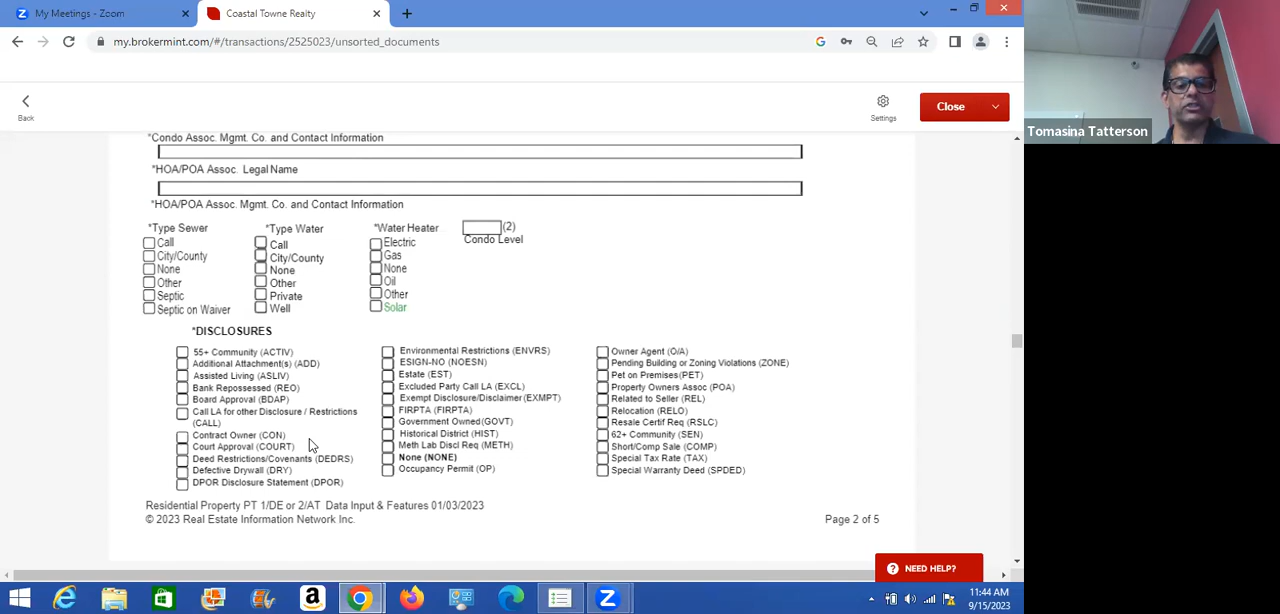 My Meetings - Zoom
Coastal Towne Realty
my.brokermint.com/#/transactions/2525023/unsorted_documents
Back
Settings
Close
Tomasina Tatterson
*Condo Assoc. Mgmt. Co. and Contact Information
*HOA/POA Assoc. Legal Name
*HOA/POA Assoc. Mgmt. Co. and Contact Information
*Type Sewer
Call
City/County
None
Other
Septic
Septic on Waiver
*Type Water
Call
City/County
None
Other
Private
Well
*Water Heater
Electric
Gas
None
Oil
Other
Solar
(2)
Condo Level
*DISCLOSURES
55+ Community (ACTIV)
Additional Attachment(s) (ADD)
Assisted Living (ASLIV)
Bank Repossessed (REO)
Board Approval (BDAP)
Call LA for other Disclosure / Restrictions
(CALL)
Contract Owner (CON)
Court Approval (COURT)
Deed Restrictions/Covenants (DEDRS)
Defective Drywall (DRY)
DPOR Disclosure Statement (DPOR)
Environmental Restrictions (ENVRS)
ESIGN-NO (NOESN)
Estate (EST)
Excluded Party Call LA (EXCL)
Exempt Disclosure/Disclaimer (EXMPT)
FIRPTA (FIRPTA)
Government Owned(GOVT)
Historical District (HIST)
Meth Lab Discl Req (METH)
None (NONE)
Occupancy Permit (OP)
Owner Agent (O/A)
Pending Building or Zoning Violations (ZONE)
Pet on Premises(PET)
Property Owners Assoc (POA)
Related to Seller (REL)
Relocation (RELO)
Resale Certif Req (RSLC)
62+ Community (SEN)
Short/Comp Sale (COMP)
Special Tax Rate (TAX)
Special Warranty Deed (SPDED)
Residential Property PT 1/DE or 2/AT Data Input & Features 01/03/2023
© 2023 Real Estate Information Network Inc.
Page 2 of 5
NEED HELP?
11:44 AM
9/15/2023